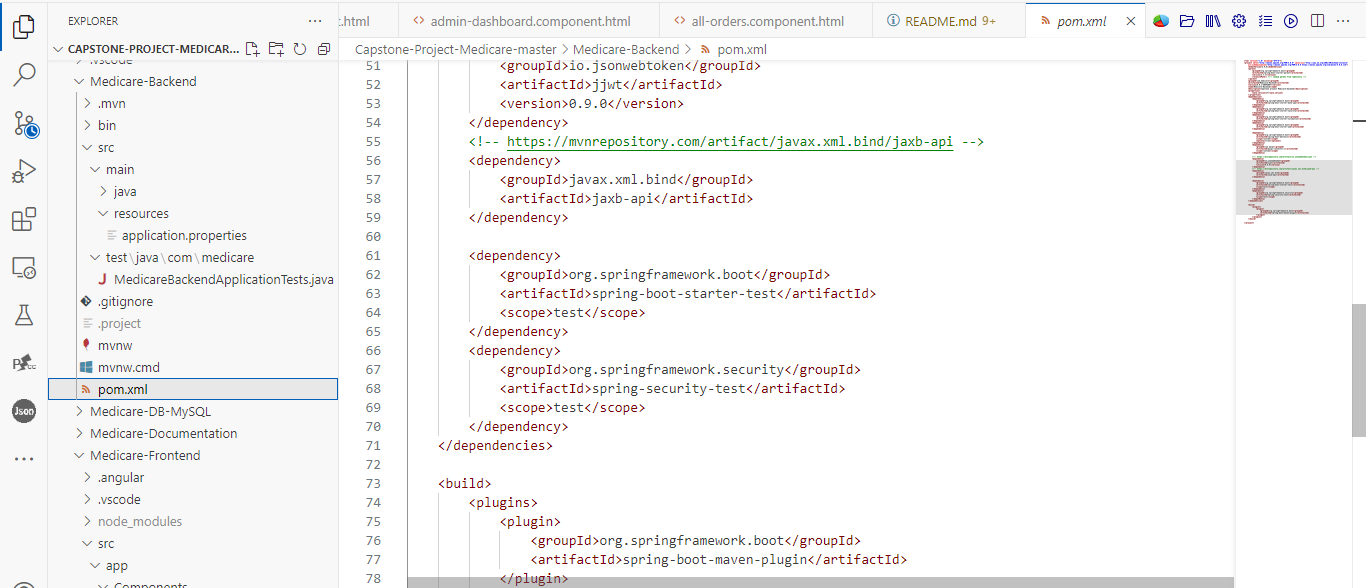 EXPLORER
CAPSTONE-PROJECT-MEDICAR...
.vscode
Medicare-Backend
.mvn
bin
src
main
java
resources
application.properties
test\java\com\medicare
MedicareBackendApplicationTests.java
.gitignore
.project
mvnw
mvnw.cmd
pom.xml
Medicare-DB-MySQL
Medicare-Documentation
Medicare-Frontend
.angular
.vscode
node_modules
src
app
Components
Json
t.html
<> admin-dashboard.component.html
<> all-orders.component.html
README.md 9+
pom.xml
Capstone-Project-Medicare-master > Medicare-Backend > pom.xml
51 <groupId>io.jsonwebtoken</groupId>
52 <artifactId>jjwt</artifactId>
53 <version>0.9.0</version>
54 </dependency>
55 <!-- https://mvnrepository.com/artifact/javax.xml.bind/jaxb-api -->
56 <dependency>
57 <groupId>javax.xml.bind</groupId>
58 <artifactId>jaxb-api</artifactId>
59 </dependency>
60
61 <dependency>
62 <groupId>org.springframework.boot</groupId>
63 <artifactId>spring-boot-starter-test</artifactId>
64 <scope>test</scope>
65 </dependency>
66 <dependency>
67 <groupId>org.springframework.security</groupId>
68 <artifactId>spring-security-test</artifactId>
69 <scope>test</scope>
70 </dependency>
71 </dependencies>
72
73 <build>
74 <plugins>
75 <plugin>
76 <groupId>org.springframework.boot</groupId>
77 <artifactId>spring-boot-maven-plugin</artifactId>
78 </plugin>